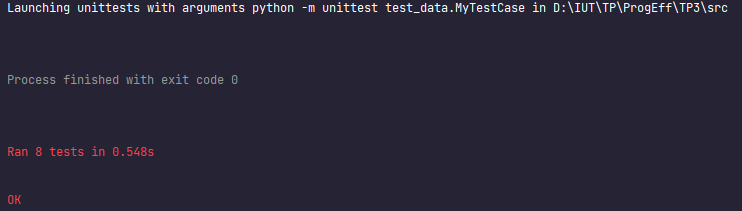 Launching unittests with arguments python -m unittest test_data.MyTestCase in D:\IUT\TP\ProgEff\TP3\src
Process finished with exit code 0
Ran 8 tests in 0.548s
OK